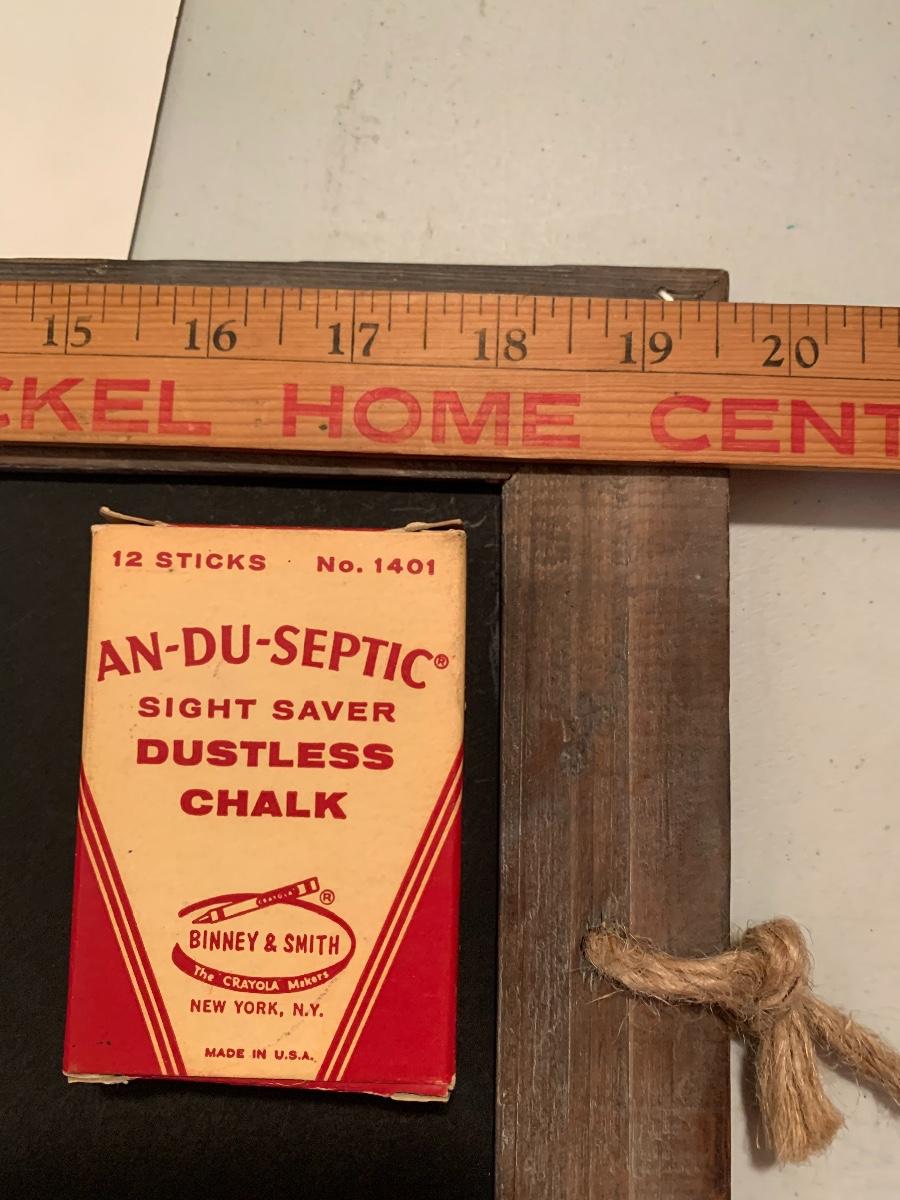 15 16 17 18 19 20
CKEL HOME CENT
12 STICKS No. 1401
AN-DU-SEPTIC®
SIGHT SAVER
DUSTLESS
CHALK
CRAYOLA
®
BINNEY & SMITH
The CRAYOLA Makers
NEW YORK, N.Y.
MADE IN U.S.A.